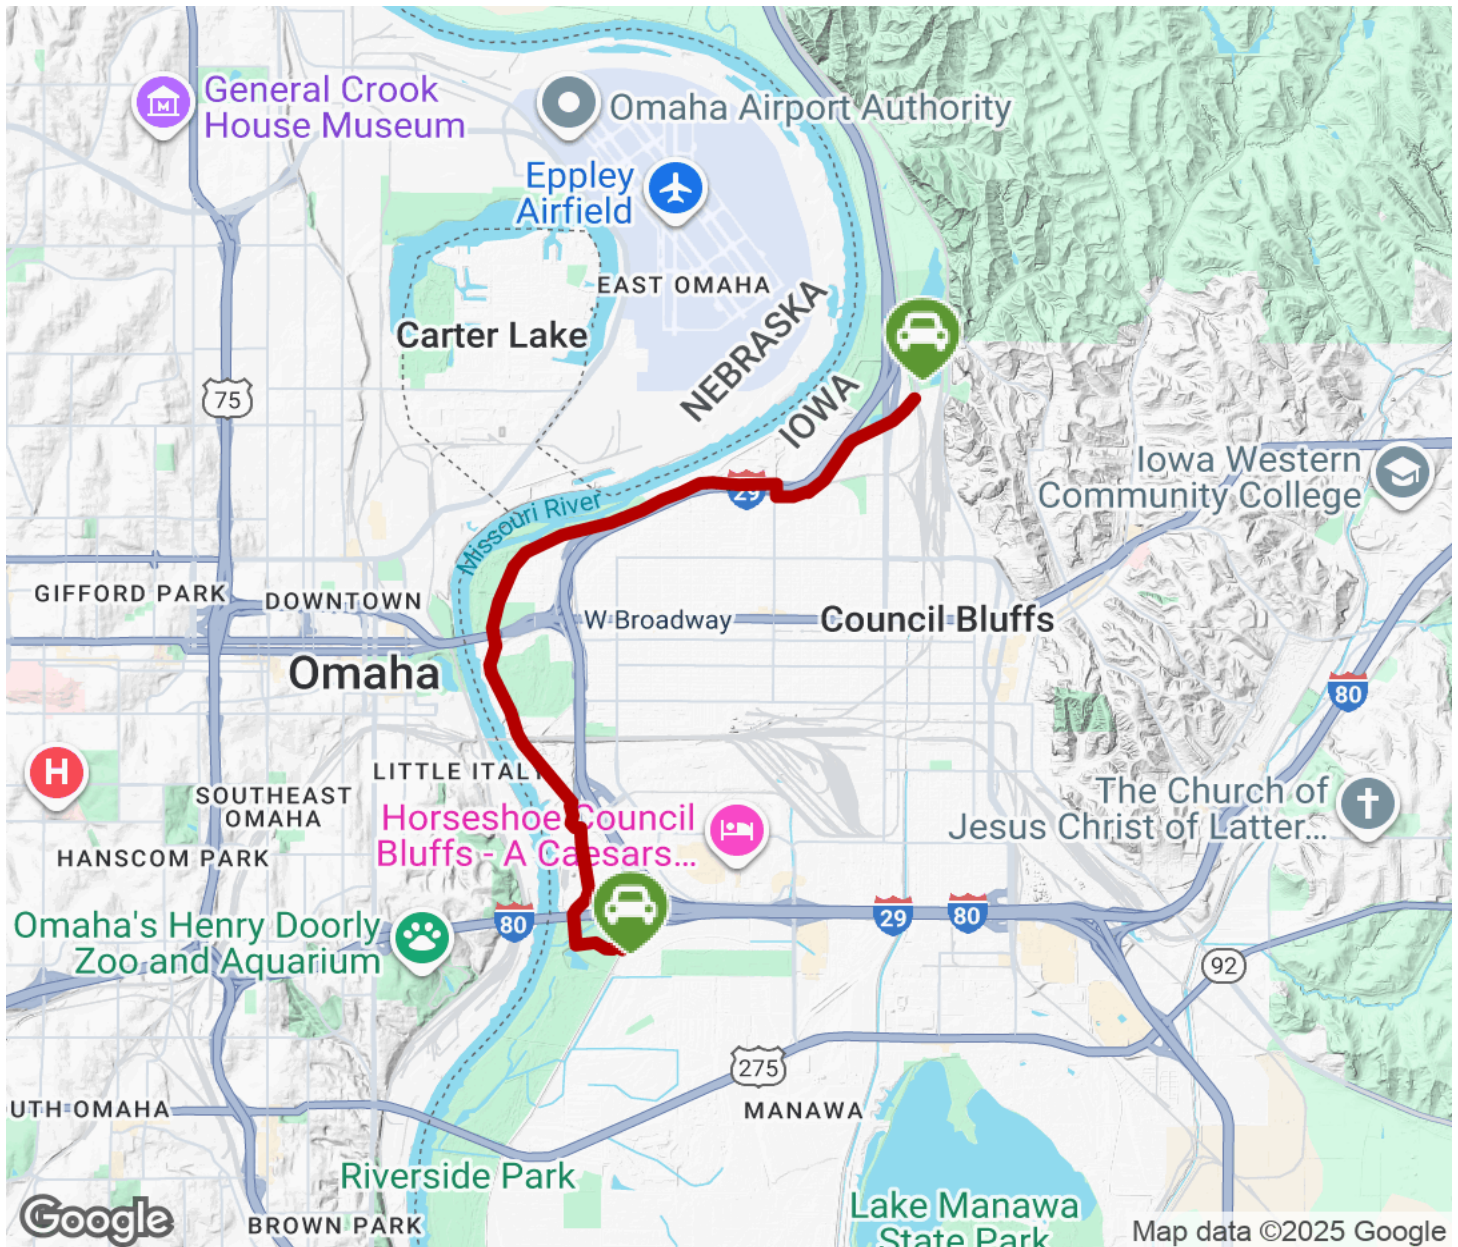 General Crook
House Museum
Omaha Airport Authority
Eppley
Airfield
EAST OMAHA
NEBRASKA
Carter Lake
IOWA
75
Iowa Western
Community College
29
Missouri River
GIFFORD PARK
DOWNTOWN
W Broadway
Council Bluffs
Omaha
80
H
LITTLE ITALY
SOUTHEAST
OMAHA
The Church of
Jesus Christ of Latter...
Horseshoe Council
Bluffs - A Caesars...
HANSCOM PARK
Omaha's Henry Doorly
Zoo and Aquarium
80
29
80
92
275
UTH OMAHA
MANAWA
Riverside Park
Lake Manawa
State Park
BROWN PARK
Google
Map data ©2025 Google